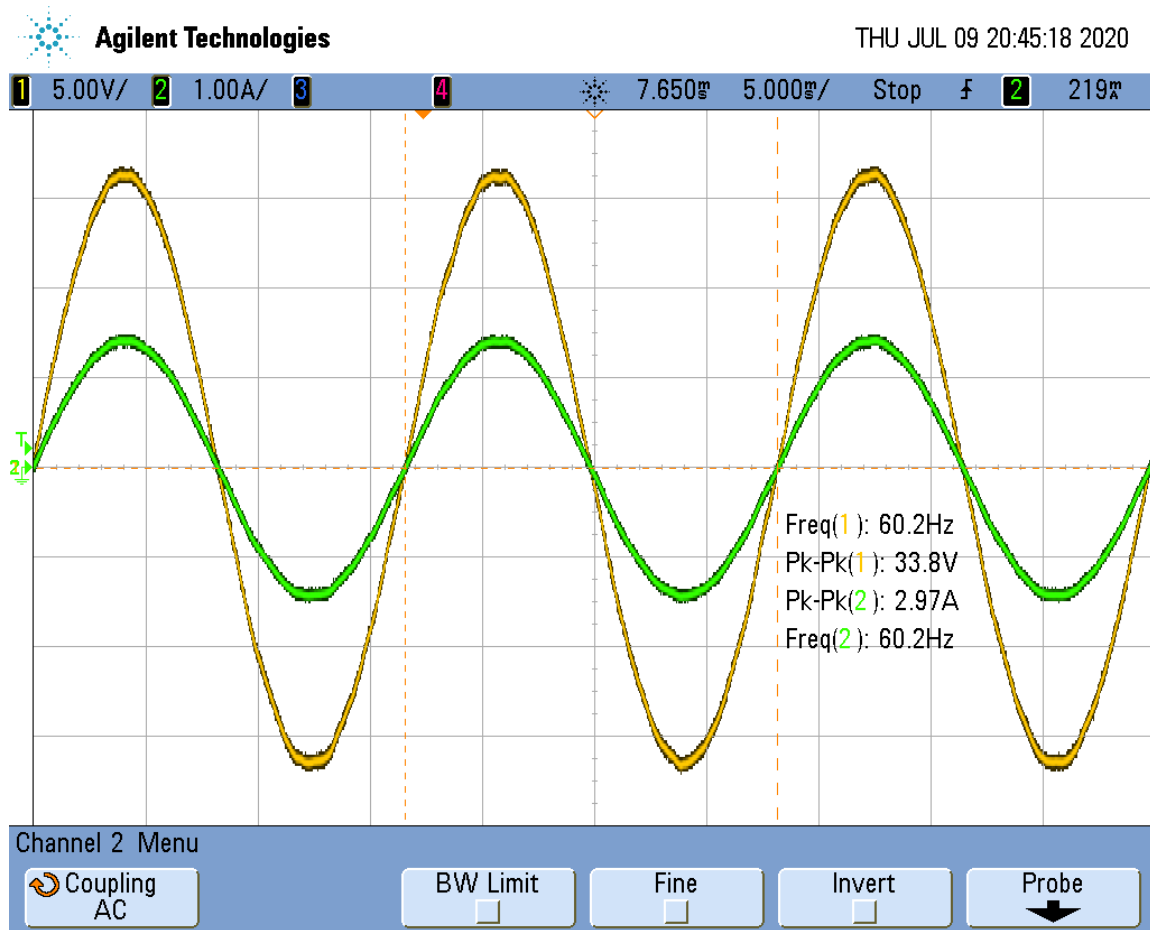 Agilent Technologies THU JUL 09 20:45:18 2020
1 5.00V/ 2 1.00A/ 3 4 7.650ms 5.000ms/ Stop 2 219mA
T
2
Freq(1): 60.2Hz
Pk-Pk(1): 33.8V
Pk-Pk(2): 2.97A
Freq(2): 60.2Hz
Channel 2 Menu
Coupling BW Limit Fine Invert Probe
AC